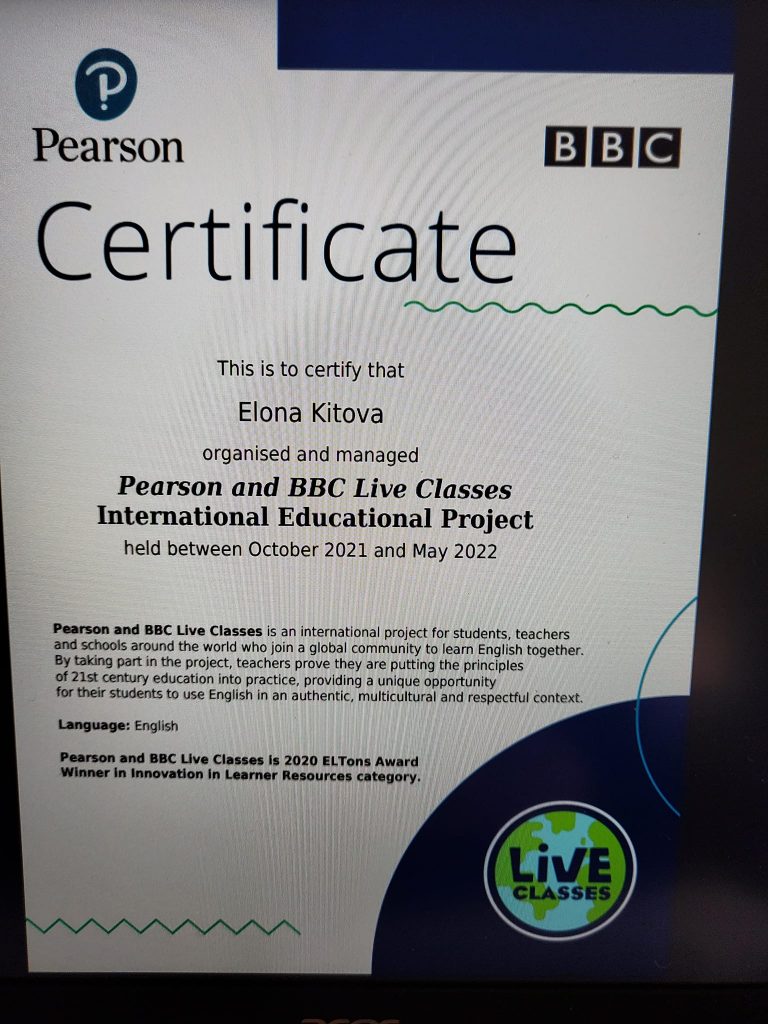 Pearson
BBC
Certificate
This is to certify that
Elona Kitova
organised and managed
Pearson and BBC Live Classes
International Educational Project
held between October 2021 and May 2022
Pearson and BBC Live Classes is an international project for students, teachers
and schools around the world who join a global community to learn English together.
By taking part in the project, teachers prove they are putting the principles
of 21st century education into practice, providing a unique opportunity
for their students to use English in an authentic, multicultural and respectful context.
Language: English
Pearson and BBC Live Classes is 2020 ELTons Award
Winner in Innovation in Learner Resources category.
LiVE
CLASSES